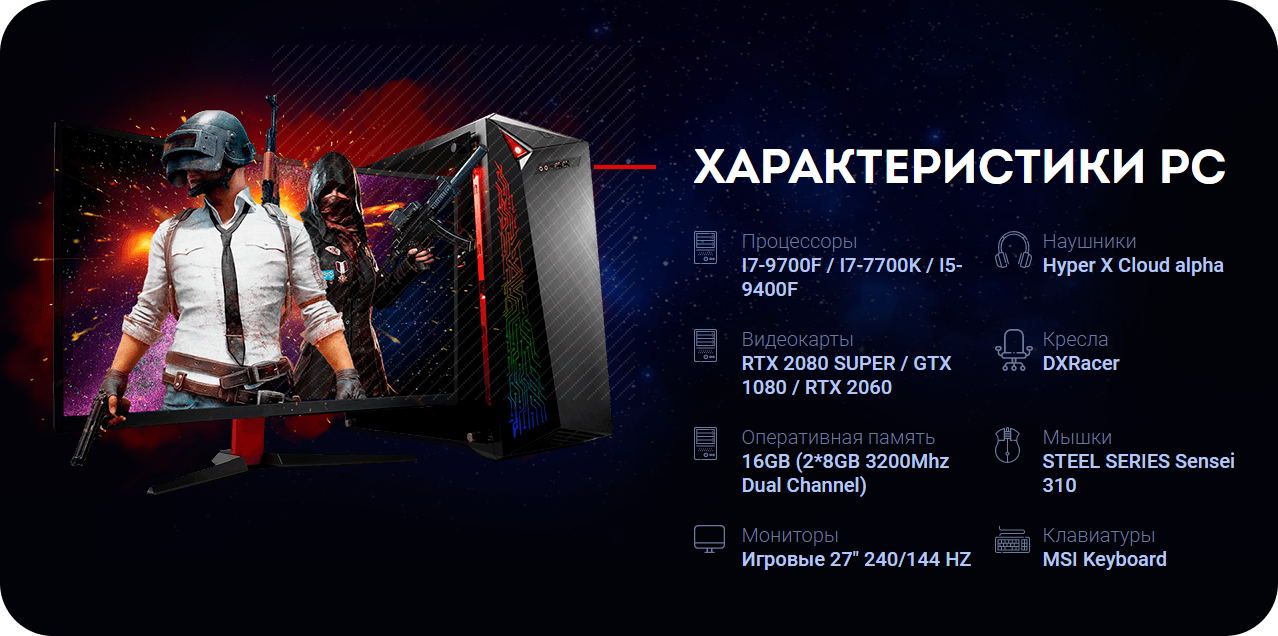 ХАРАКТЕРИСТИКИ PC
Процессоры
I7-9700F / I7-7700K / I5-
9400F
Видеокарты
RTX 2080 SUPER / GTX
1080 / RTX 2060
Оперативная память
16GB (2*8GB 3200Mhz
Dual Channel)
Мониторы
Игровые 27" 240/144 HZ
Наушники
Hyper X Cloud alpha
Кресла
DXRacer
Мышки
STEEL SERIES Sensei
310
Клавиатуры
MSI Keyboard